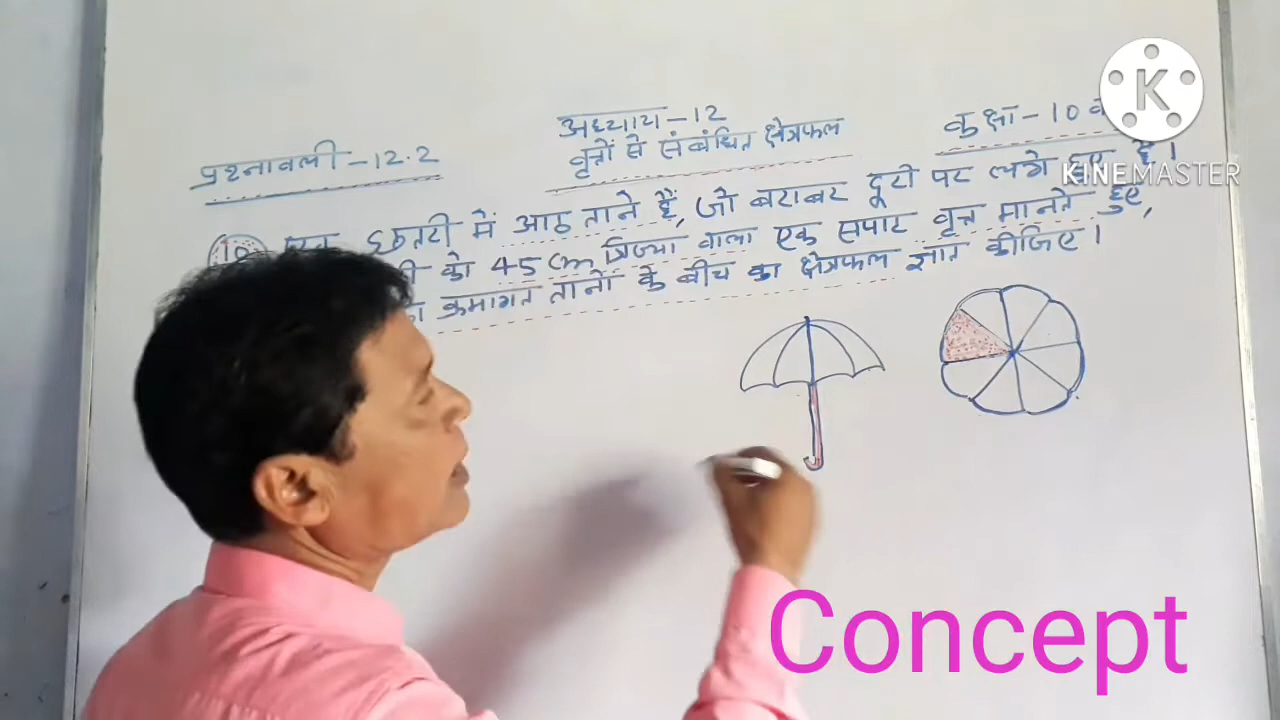 अध्याय - 12
वृत्तों से संबंधित क्षेत्रफल
कक्षा - 10
प्रश्नावली - 12.2
छतरी में आठ ताने हैं, जो बराबर दूरी पर लगे हुए हैं।
को 45 cm त्रिज्या वाला एक सपाट वृत्त मानते हुए,
क्रमागत तानों के बीच का क्षेत्रफल ज्ञात कीजिए।
K
KINEMASTER
Concept